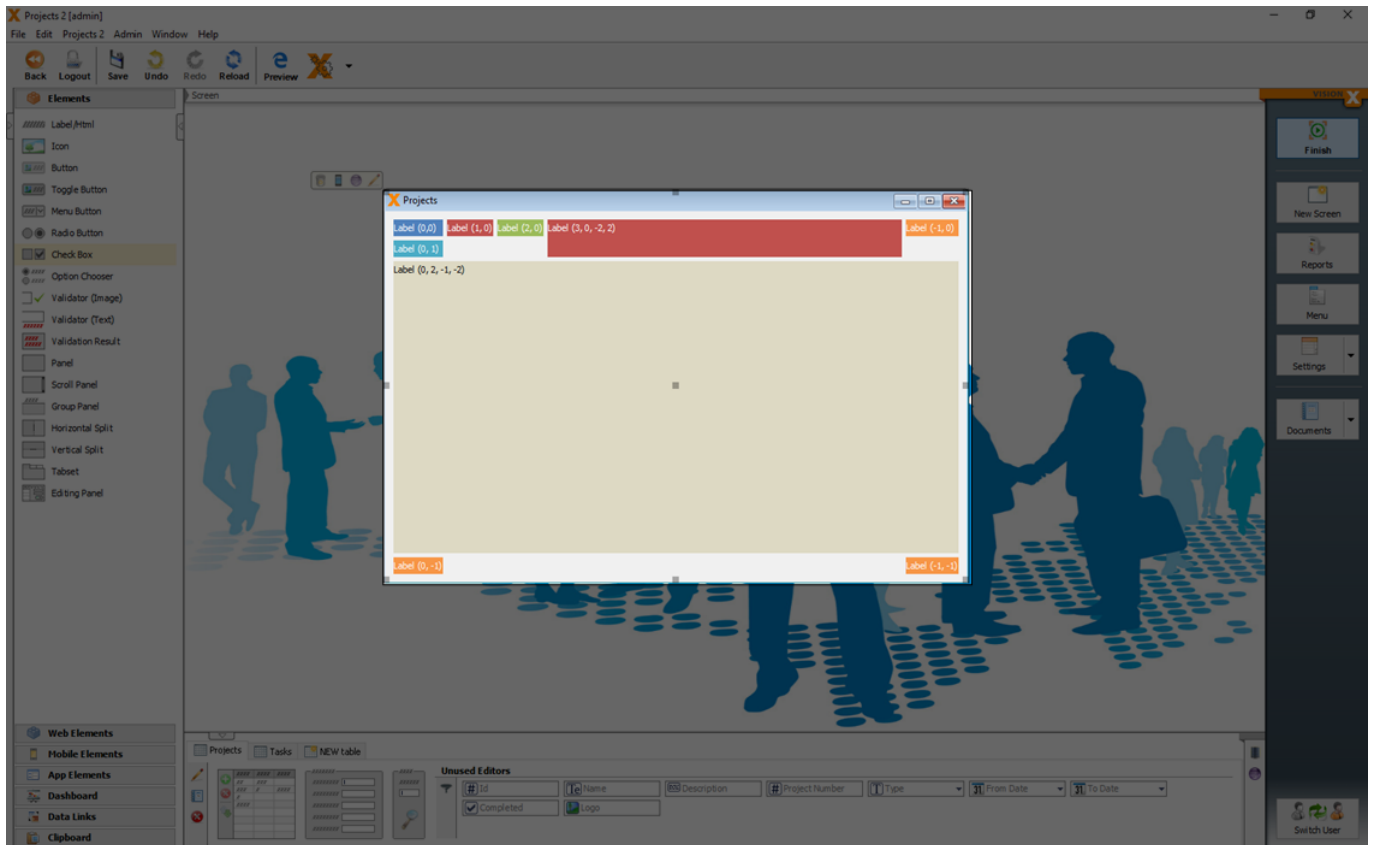 Projects 2 [admin]
File Edit Projects 2 Admin Window Help
Back Logout Save Undo Redo Reload Preview
Elements
Screen
VISION X
Label/Html
Icon
Button
Toggle Button
Menu Button
Radio Button
Check Box
Option Chooser
Validator (Image)
Validator (Text)
Validation Result
Panel
Scroll Panel
Group Panel
Horizontal Split
Vertical Split
Tabset
Editing Panel
Web Elements
Mobile Elements
App Elements
Dashboard
Data Links
Clipboard
Projects
Label (0,0) Label (1, 0) Label (2, 0) Label (3, 0, -2, 2) Label (-1, 0)
Label (0, 1)
Label (0, 2, -1, -2)
Label (0, -1) Label (-1, -1)
Finish
New Screen
Reports
Menu
Settings
Documents
Switch User
Projects Tasks NEW table
Unused Editors
# Id Te Name Description # Project Number T Type 31 From Date 31 To Date
Completed Logo